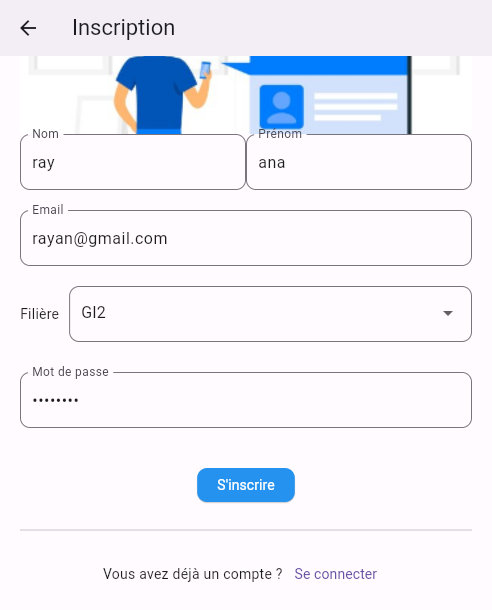 Inscription
Nom Prénom
ray ana
Email
rayan@gmail.com
Filière GI2
Mot de passe
••••••••
S'inscrire
Vous avez déjà un compte ? Se connecter